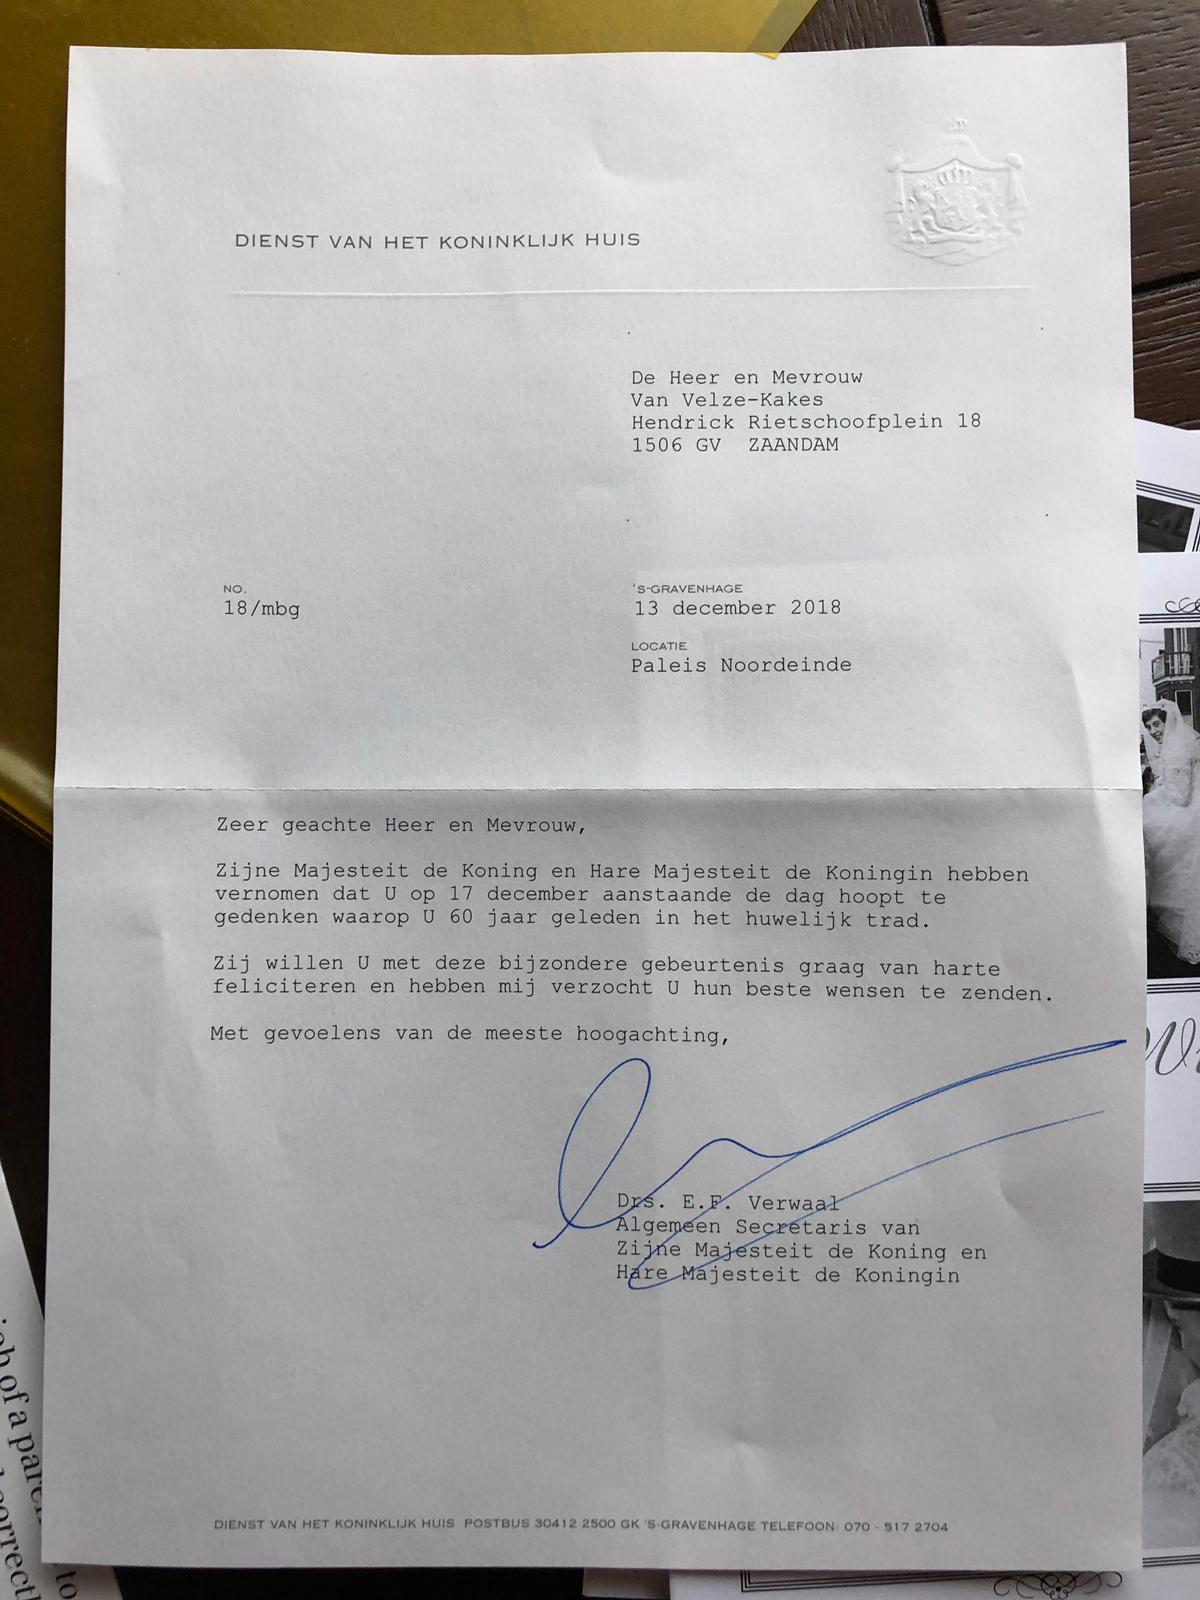 DIENST VAN HET KONINKLIJK HUIS
De Heer en Mevrouw
Van Velze-Kakes
Hendrick Rietschoofplein 18
1506 GV ZAANDAM
NO.
18/mbg
'S-GRAVENHAGE
13 december 2018
LOCATIE
Paleis Noordeinde
Zeer geachte Heer en Mevrouw,
Zijne Majesteit de Koning en Hare Majesteit de Koningin hebben
vernomen dat U op 17 december aanstaande de dag hoopt te
gedenken waarop U 60 jaar geleden in het huwelijk trad.
Zij willen U met deze bijzondere gebeurtenis graag van harte
feliciteren en hebben mij verzocht U hun beste wensen te zenden.
Met gevoelens van de meeste hoogachting,
Drs. E.F. Verwaal
Algemeen Secretaris van
Zijne Majesteit de Koning en
Hare Majesteit de Koningin
DIENST VAN HET KONINKLIJK HUIS POSTBUS 30412 2500 GK 'S-GRAVENHAGE TELEFOON: 070 - 517 2704
of a
to